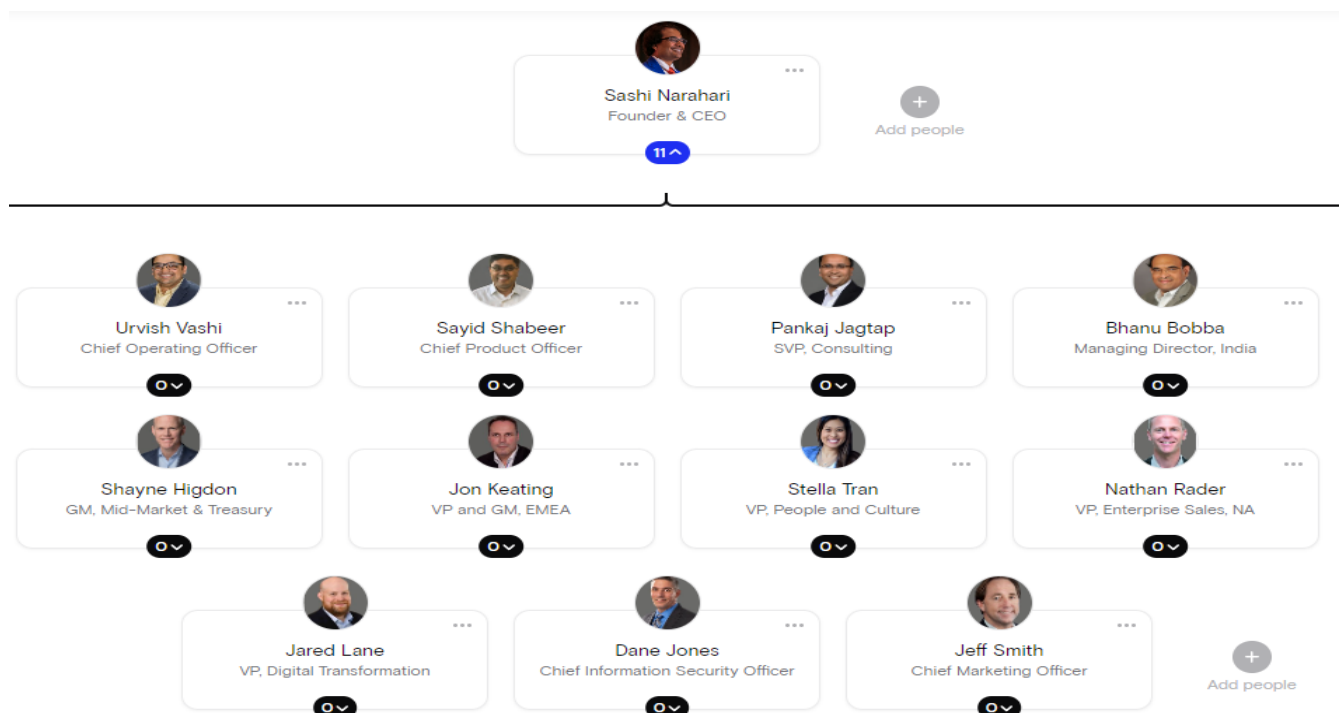 Sashi Narahari
Founder & CEO
11
Add people
Urvish Vashi
Chief Operating Officer
0
Sayid Shabeer
Chief Product Officer
0
Pankaj Jagtap
SVP, Consulting
0
Bhanu Bobba
Managing Director, India
0
Shayne Higdon
GM, Mid-Market & Treasury
0
Jon Keating
VP and GM, EMEA
0
Stella Tran
VP, People and Culture
0
Nathan Rader
VP, Enterprise Sales, NA
0
Jared Lane
VP, Digital Transformation
0
Dane Jones
Chief Information Security Officer
0
Jeff Smith
Chief Marketing Officer
0
Add people